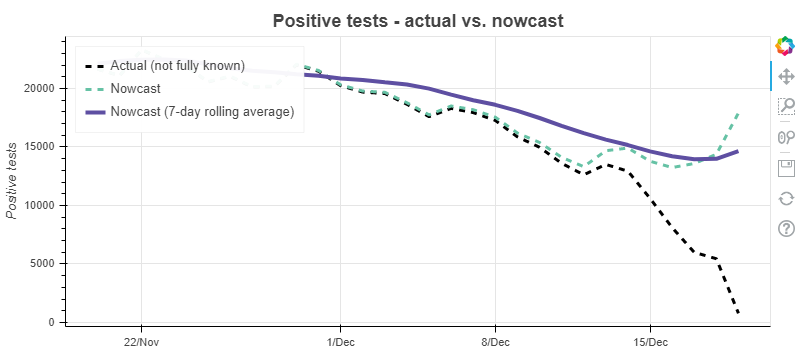 Positive tests - actual vs. nowcast
Actual (not fully known)
Nowcast
Nowcast (7-day rolling average)
Positive tests
20000
15000
10000
5000
0
22/Nov
1/Dec
8/Dec
15/Dec